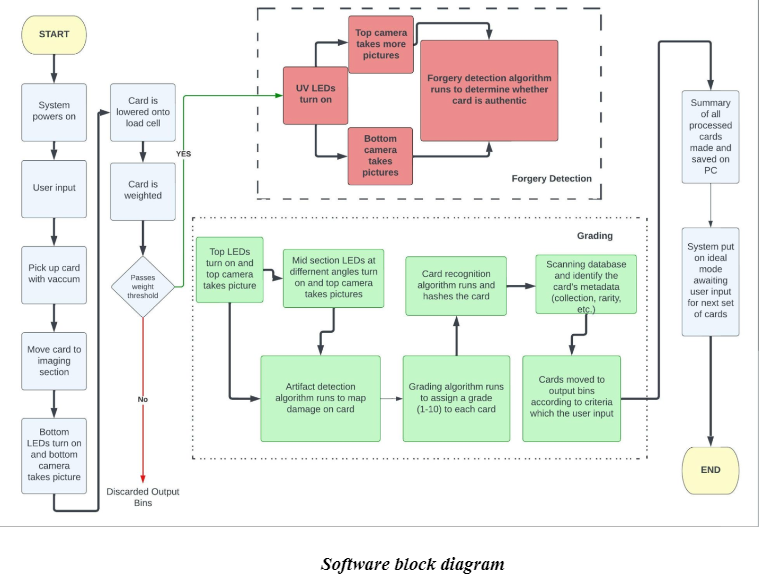 START
System
powers on
User input
Pick up card
with vaccum
Move card to
imaging
section
Bottom
LEDs turn on
and bottom
camera
takes picture
Card is
lowered onto
load cell
Card is
weighted
Passes
weight
threshold
YES
No
Discarded Output
Bins
UV LEDs
turn on
Top camera
takes more
pictures
Bottom
camera
takes
pictures
Forgery detection algorithm
runs to determine whether
card is authentic
Forgery Detection
Grading
Top LEDs
turn on and
top camera
takes picture
Mid section LEDs at
differnent angles turn
on and top camera
takes pictures
Artifact detection
algorithm runs to map
damage on card
Grading algorithm runs
to assign a grade
(1-10) to each card
Card recognition
algorithm runs and
hashes the card
Scanning database
and identify the
card's metadata
(collection, rarity,
etc.)
Cards moved to
output bins
according to criteria
which the user input
Summary
of all
processed
cards
made and
saved on
PC
System put
on ideal
mode
awaiting
user input
for next set
of cards
END
Software block diagram